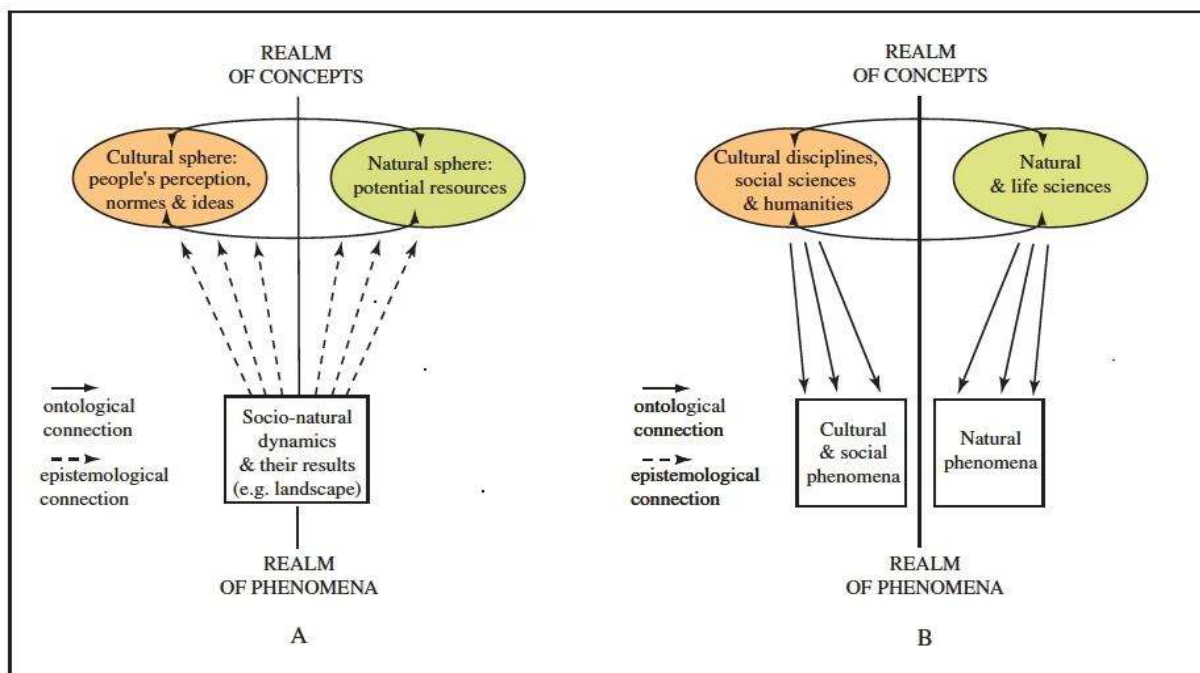 REALM
OF CONCEPTS
Cultural sphere:
people's perception,
normes & ideas
Natural sphere:
potential resources
ontological
connection
epistemological
connection
Socio-natural
dynamics
& their results
(e.g. landscape)
REALM
OF PHENOMENA
A
REALM
OF CONCEPTS
Cultural disciplines,
social sciences
& humanities
Natural
& life sciences
ontological
connection
epistemological
connection
Cultural
& social
phenomena
Natural
phenomena
REALM
OF PHENOMENA
B